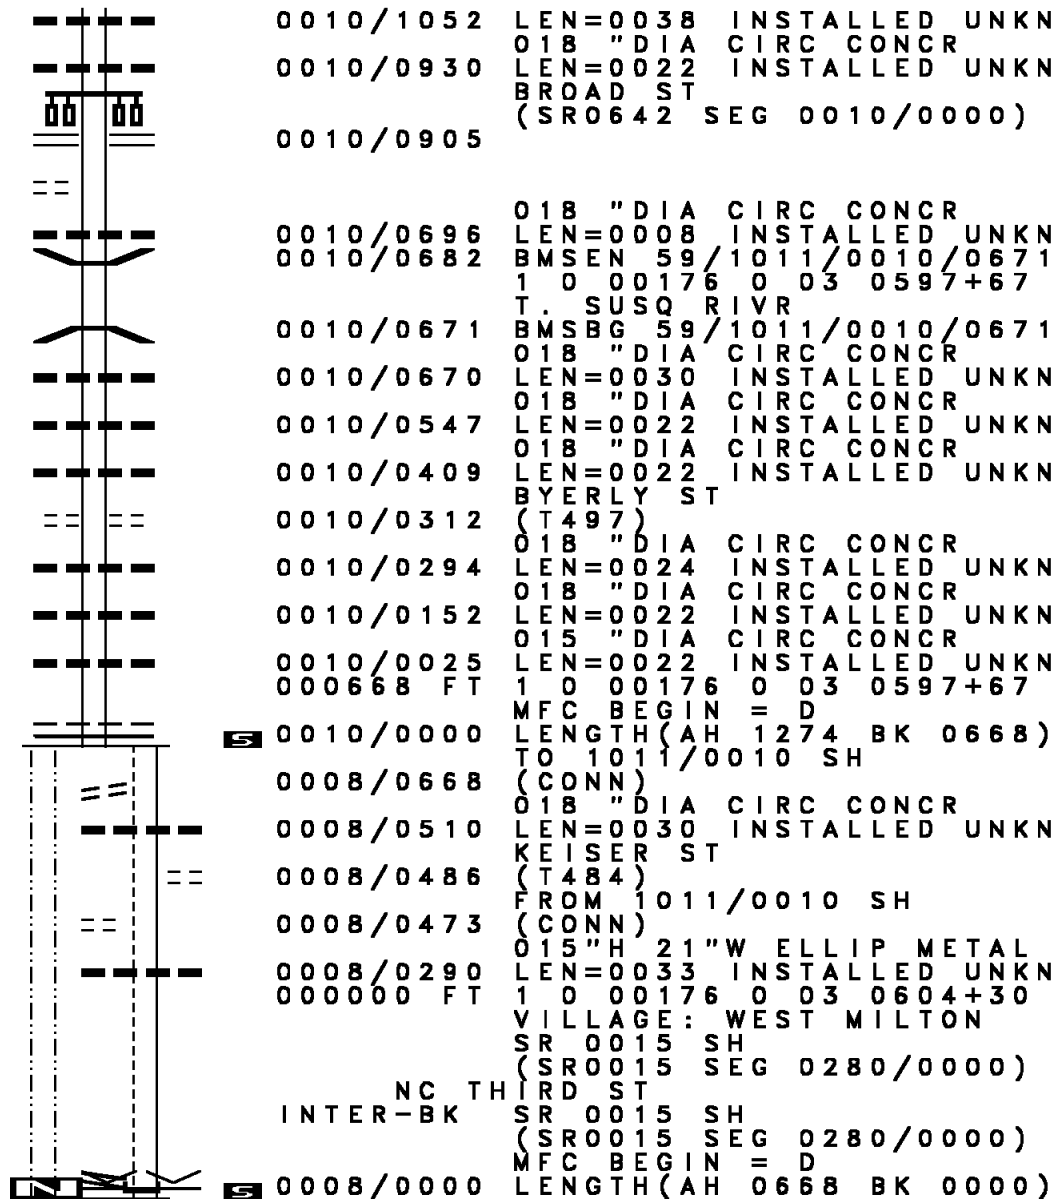 0010/1052 LEN=0038 INSTALLED UNKN
018 "DIA CIRC CONCR
0010/0930 LEN=0022 INSTALLED UNKN
BROAD ST
(SR0642 SEG 0010/0000)
0010/0905
018 "DIA CIRC CONCR
0010/0696 LEN=0008 INSTALLED UNKN
0010/0682 BMSEN 59/1011/0010/0671
1 0 00176 0 03 0597+67
T. SUSQ RIVR
0010/0671 BMSBG 59/1011/0010/0671
018 "DIA CIRC CONCR
0010/0670 LEN=0030 INSTALLED UNKN
018 "DIA CIRC CONCR
0010/0547 LEN=0022 INSTALLED UNKN
018 "DIA CIRC CONCR
0010/0409 LEN=0022 INSTALLED UNKN
BYERLY ST
0010/0312 (T497)
018 "DIA CIRC CONCR
0010/0294 LEN=0024 INSTALLED UNKN
018 "DIA CIRC CONCR
0010/0152 LEN=0022 INSTALLED UNKN
015 "DIA CIRC CONCR
0010/0025 LEN=0022 INSTALLED UNKN
000668 FT 1 0 00176 0 03 0597+67
MFC BEGIN = D
S 0010/0000 LENGTH(AH 1274 BK 0668)
TO 1011/0010 SH
0008/0668 (CONN)
018 "DIA CIRC CONCR
0008/0510 LEN=0030 INSTALLED UNKN
KEISER ST
0008/0486 (T484)
FROM 1011/0010 SH
0008/0473 (CONN)
015"H 21"W ELLIP METAL
0008/0290 LEN=0033 INSTALLED UNKN
000000 FT 1 0 00176 0 03 0604+30
VILLAGE: WEST MILTON
SR 0015 SH
(SR0015 SEG 0280/0000)
NC THIRD ST
INTER-BK SR 0015 SH
(SR0015 SEG 0280/0000)
MFC BEGIN = D
S 0008/0000 LENGTH(AH 0668 BK 0000)